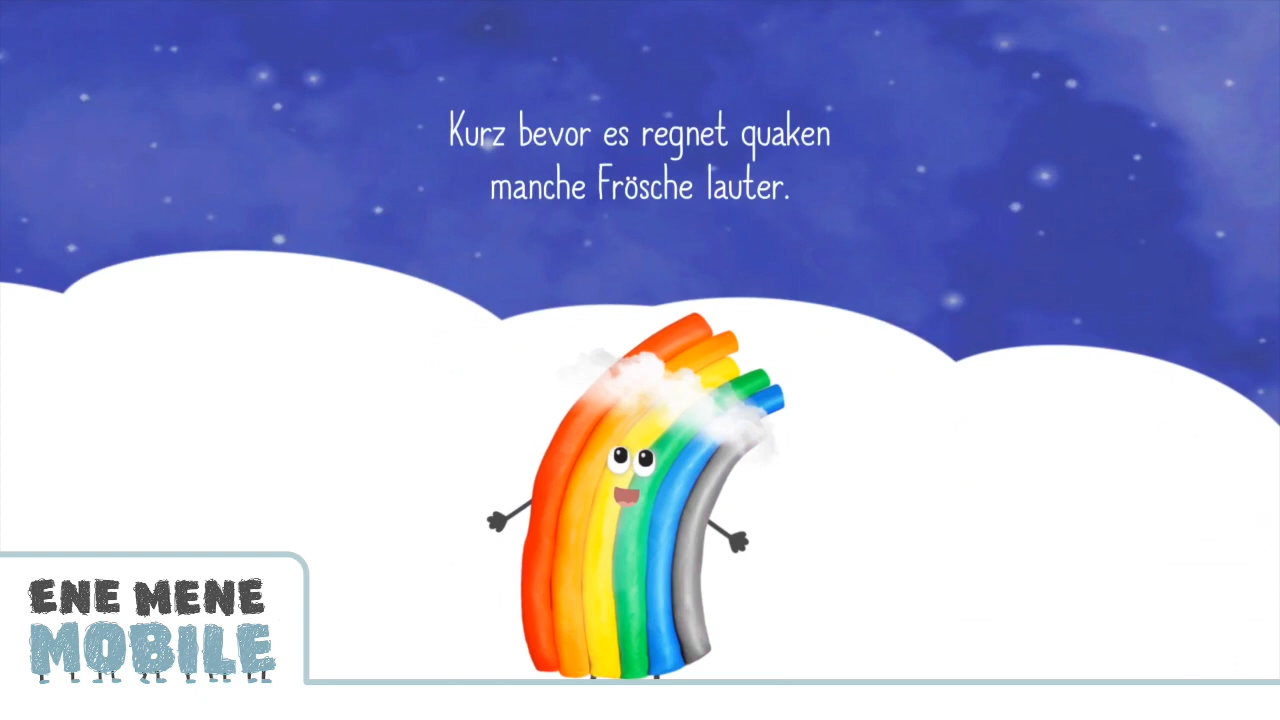 Kurz bevor es regnet quaken
manche Frösche lauter.
ENE MENE
MOBILE